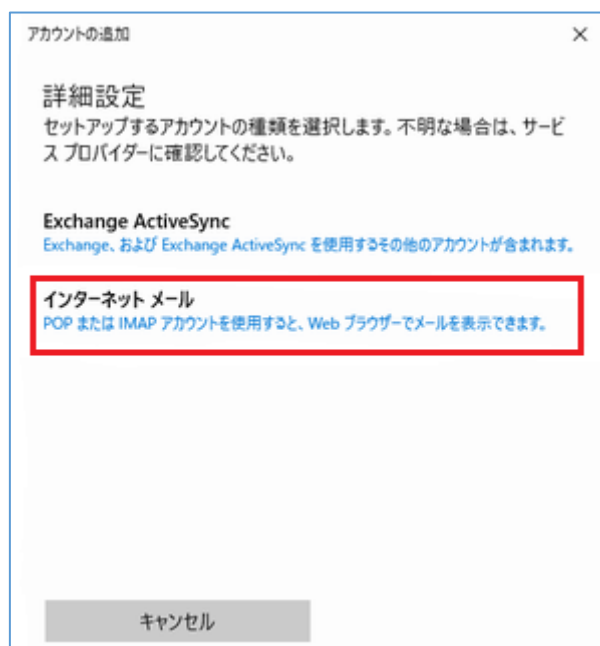 アカウントの追加
詳細設定
セットアップするアカウントの種類を選択します。不明な場合は、サービ
ス プロバイダーに確認してください。
Exchange ActiveSync
Exchange、および Exchange ActiveSync を使用するその他のアカウントが含まれます。
インターネット メール
POP または IMAP アカウントを使用すると、Web ブラウザーでメールを表示できます。
キャンセル